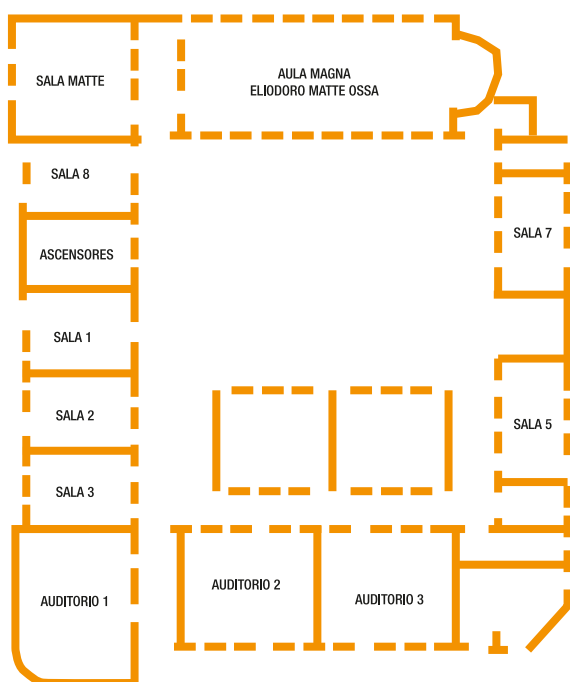 SALA MATTE
AULA MAGNA
ELIODORO MATTE OSSA
SALA 8
SALA 7
ASCENSORES
SALA 1
SALA 2
SALA 5
SALA 3
AUDITORIO 1
AUDITORIO 2
AUDITORIO 3